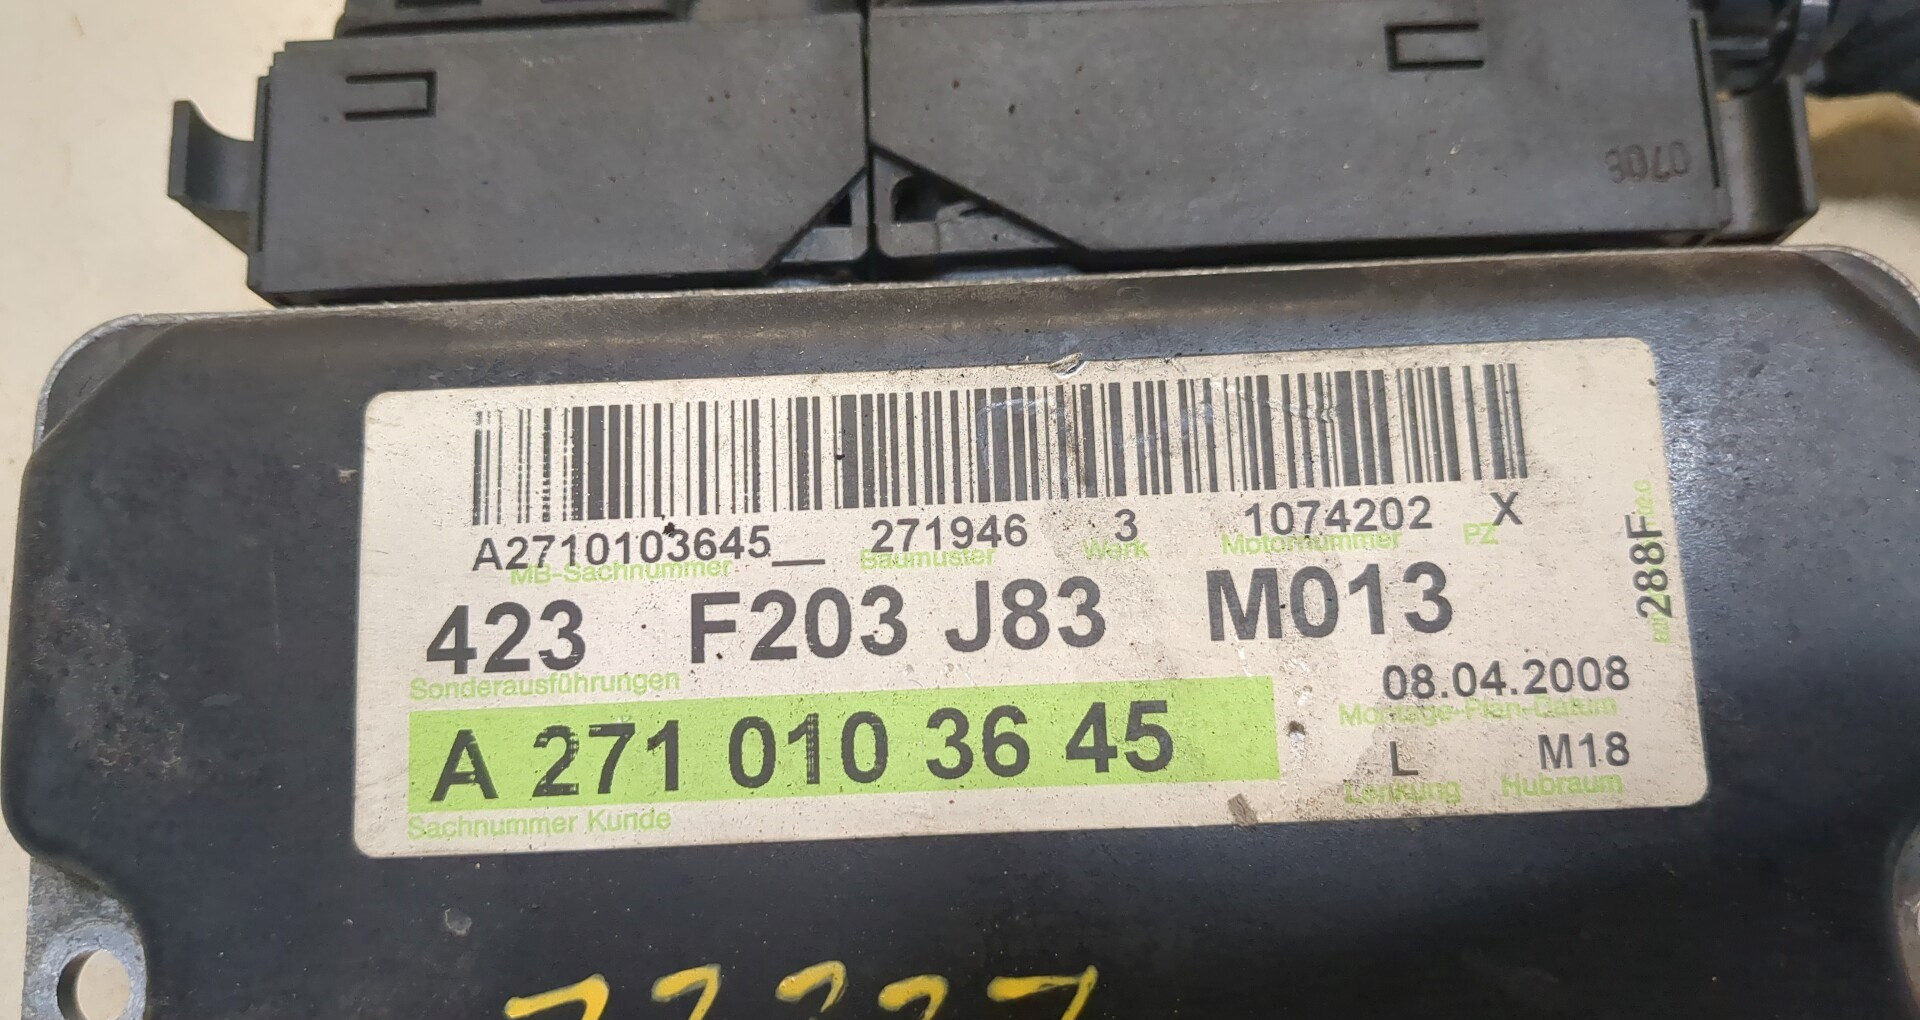 0706
A2710103645__ 271946 3 1074202 X
MB-Sachnummer Baumuster Werk Motornummer PZ
423 F203 J83 M013
288F
Sonderausführungen
08.04.2008
Montage-Plan-Datum
A 271 010 36 45
L M18
Lenkung Hubraum
Sachnummer Kunde